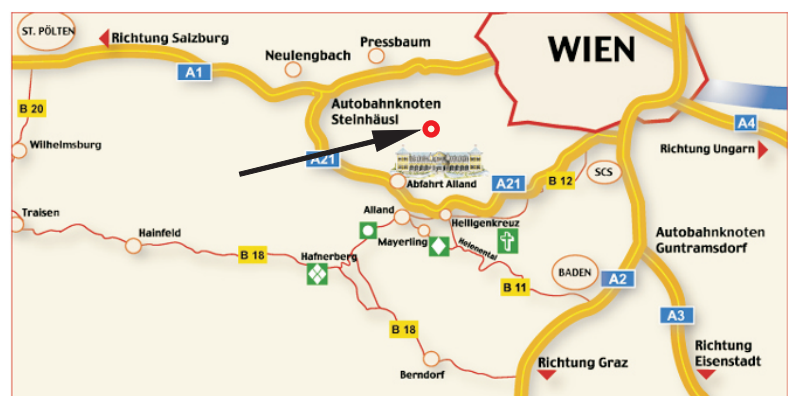 ST. PÖLTEN
Richtung Salzburg
Neulengbach
Pressbaum
WIEN
A1
B 20
Autobahnknoten
Steinhäusl
A4
Wilhelmsburg
Richtung Ungarn
A21
Abfahrt Alland
A21
B 12
SCS
Traisen
Alland
Heiligenkreuz
Hainfeld
Mayerling
Helenental
Autobahnknoten
Guntramsdorf
B 18
Hafnerberg
BADEN
A2
B 11
A3
B 18
Richtung
Eisenstadt
Richtung Graz
Berndorf